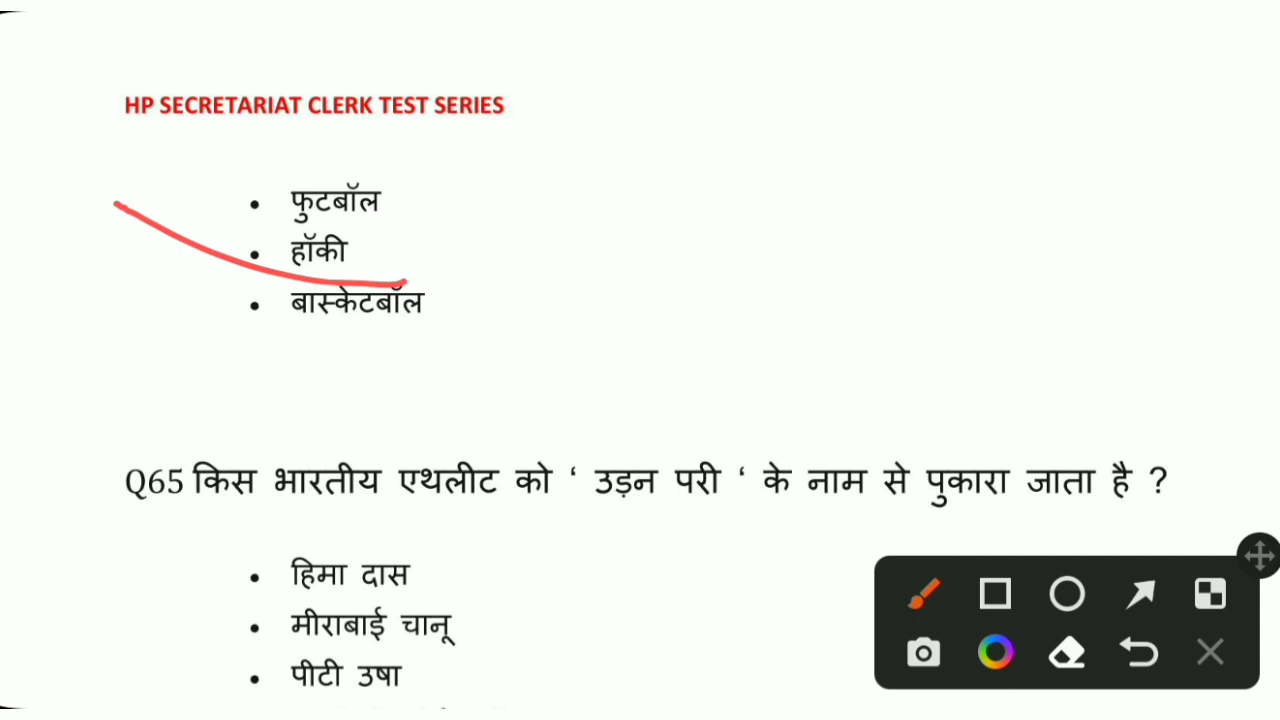 HP SECRETARIAT CLERK TEST SERIES
• फुटबॉल
• हॉकी
• बास्केटबॉल
Q65 किस भारतीय एथलीट को ‘ उड़न परी ‘ के नाम से पुकारा जाता है ?
• हिमा दास
• मीराबाई चानू
• पीटी उषा